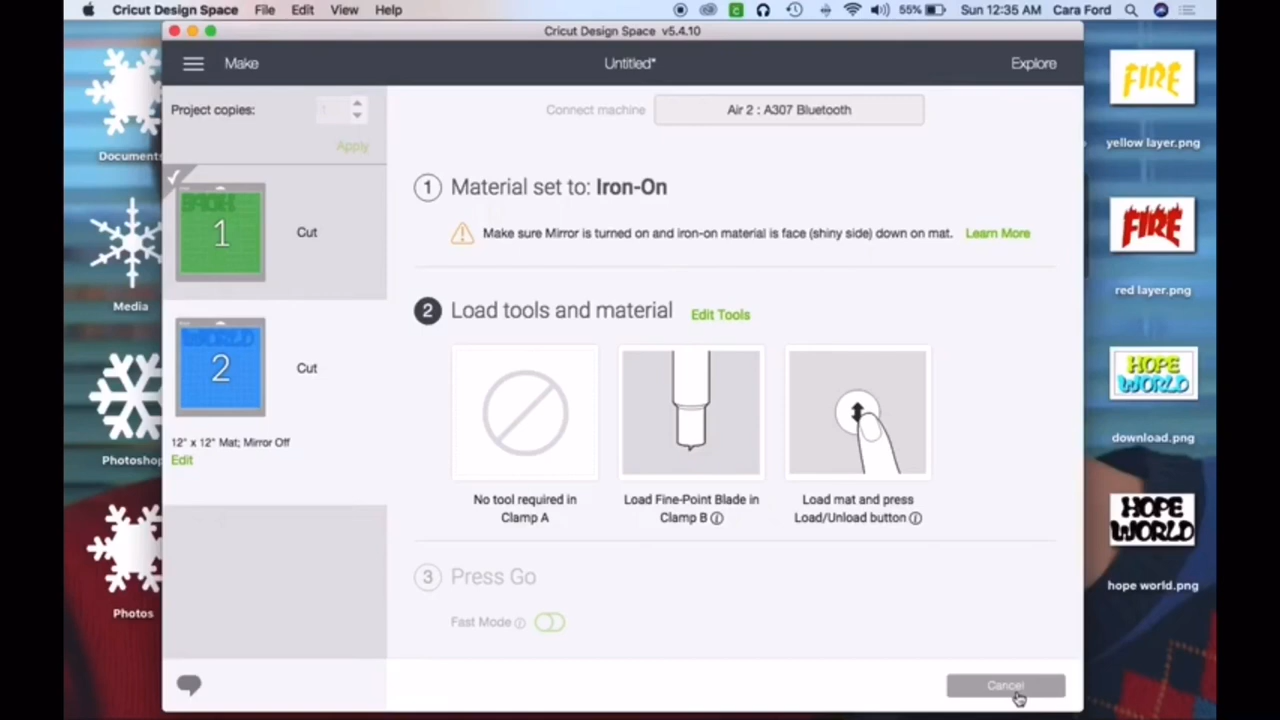 Cricut Design Space File Edit View Help 55% Sun 12:35 AM Cara Ford
Cricut Design Space v5.4.10
Make Untitled* Explore
Project copies: 1
Apply
Connect machine Air 2 : A307 Bluetooth
1 Cut
2 Cut
WORLD
12" x 12" Mat; Mirror Off
Edit
1 Material set to: Iron-On
Make sure Mirror is turned on and iron-on material is face (shiny side) down on mat. Learn More
2 Load tools and material Edit Tools
No tool required in
Clamp A
Load Fine-Point Blade in
Clamp B
Load mat and press
Load/Unload button
3 Press Go
Fast Mode
Cancel
Documents
Media
Photoshop
Photos
FIRE
yellow layer.png
FIRE
red layer.png
HOPE
WORLD
download.png
HOPE
WORLD
hope world.png